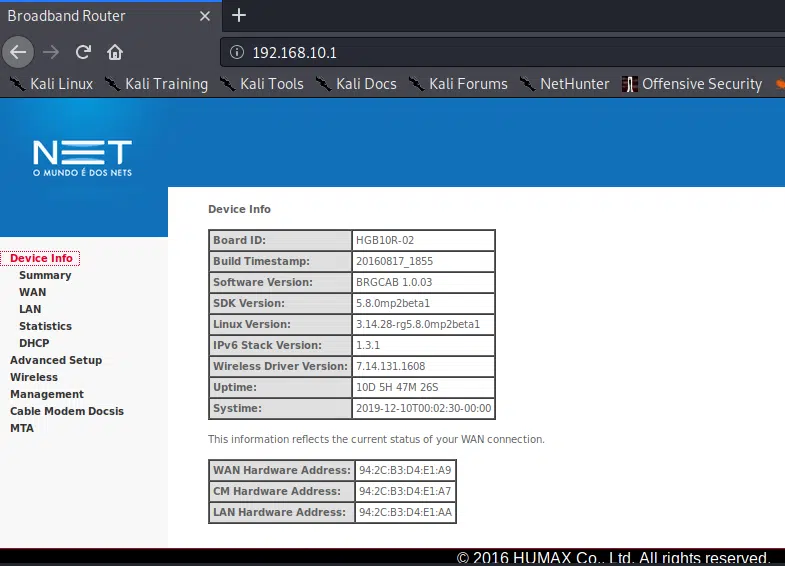 Broadband Router
192.168.10.1
Kali Linux Kali Training Kali Tools Kali Docs Kali Forums NetHunter Offensive Security
NET
O MUNDO É DOS NETS
Device Info
Summary
WAN
LAN
Statistics
DHCP
Advanced Setup
Wireless
Management
Cable Modem Docsis
MTA
Device Info
Board ID: HGB10R-02
Build Timestamp: 20160817_1855
Software Version: BRGCAB 1.0.03
SDK Version: 5.8.0mp2beta1
Linux Version: 3.14.28-rg5.8.0mp2beta1
IPv6 Stack Version: 1.3.1
Wireless Driver Version: 7.14.131.1608
Uptime: 10D 5H 47M 26S
Systime: 2019-12-10T00:02:30-00:00
This information reflects the current status of your WAN connection.
WAN Hardware Address: 94:2C:B3:D4:E1:A9
CM Hardware Address: 94:2C:B3:D4:E1:A7
LAN Hardware Address: 94:2C:B3:D4:E1:AA
© 2016 HUMAX Co., Ltd. All rights reserved.